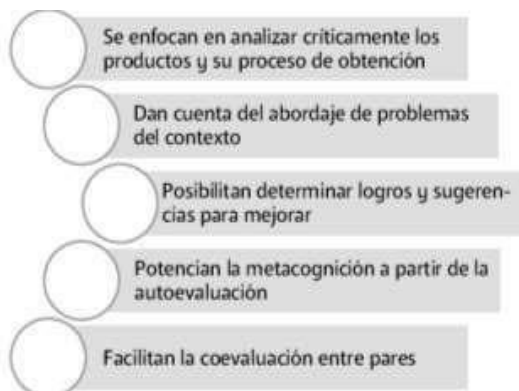 Se enfocan en analizar críticamente los
productos y su proceso de obtención
Dan cuenta del abordaje de problemas
del contexto
Posibilitan determinar logros y sugeren-
cias para mejorar
Potencian la metacognición a partir de la
autoevaluación
Facilitan la coevaluación entre pares